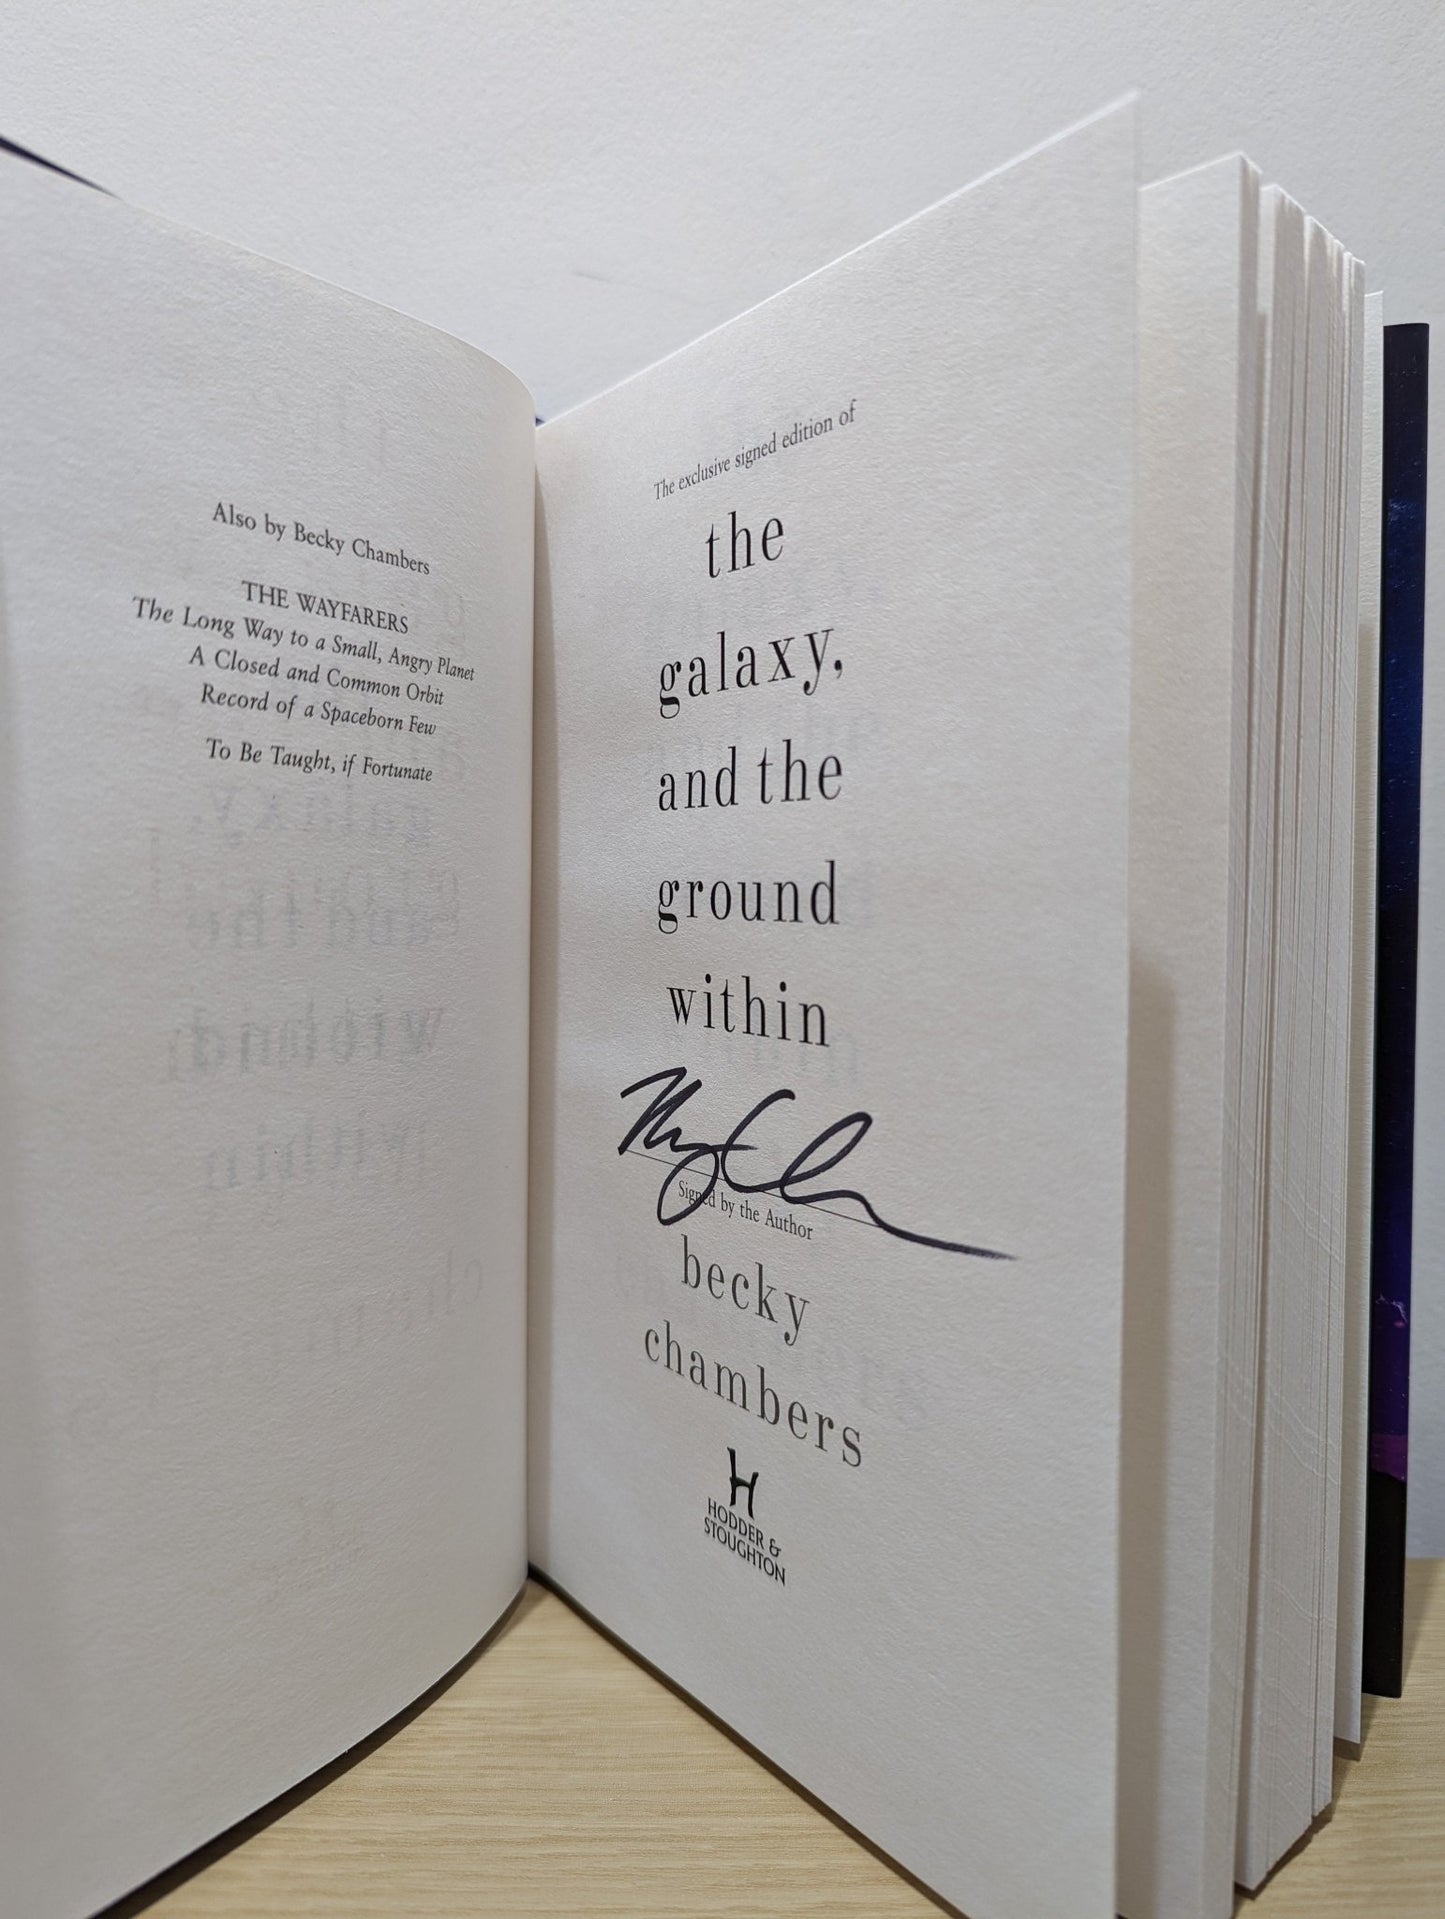 Also by Becky Chambers
THE WAYFARERS
The Long Way to a Small, Angry Planet
A Closed and Common Orbit
Record of a Spaceborn Few
To Be Taught, if Fortunate
The exclusive signed edition of
the
galaxy,
and the
ground
within
Signed by the Author
becky
chambers
H
HODDER &
STOUGHTON